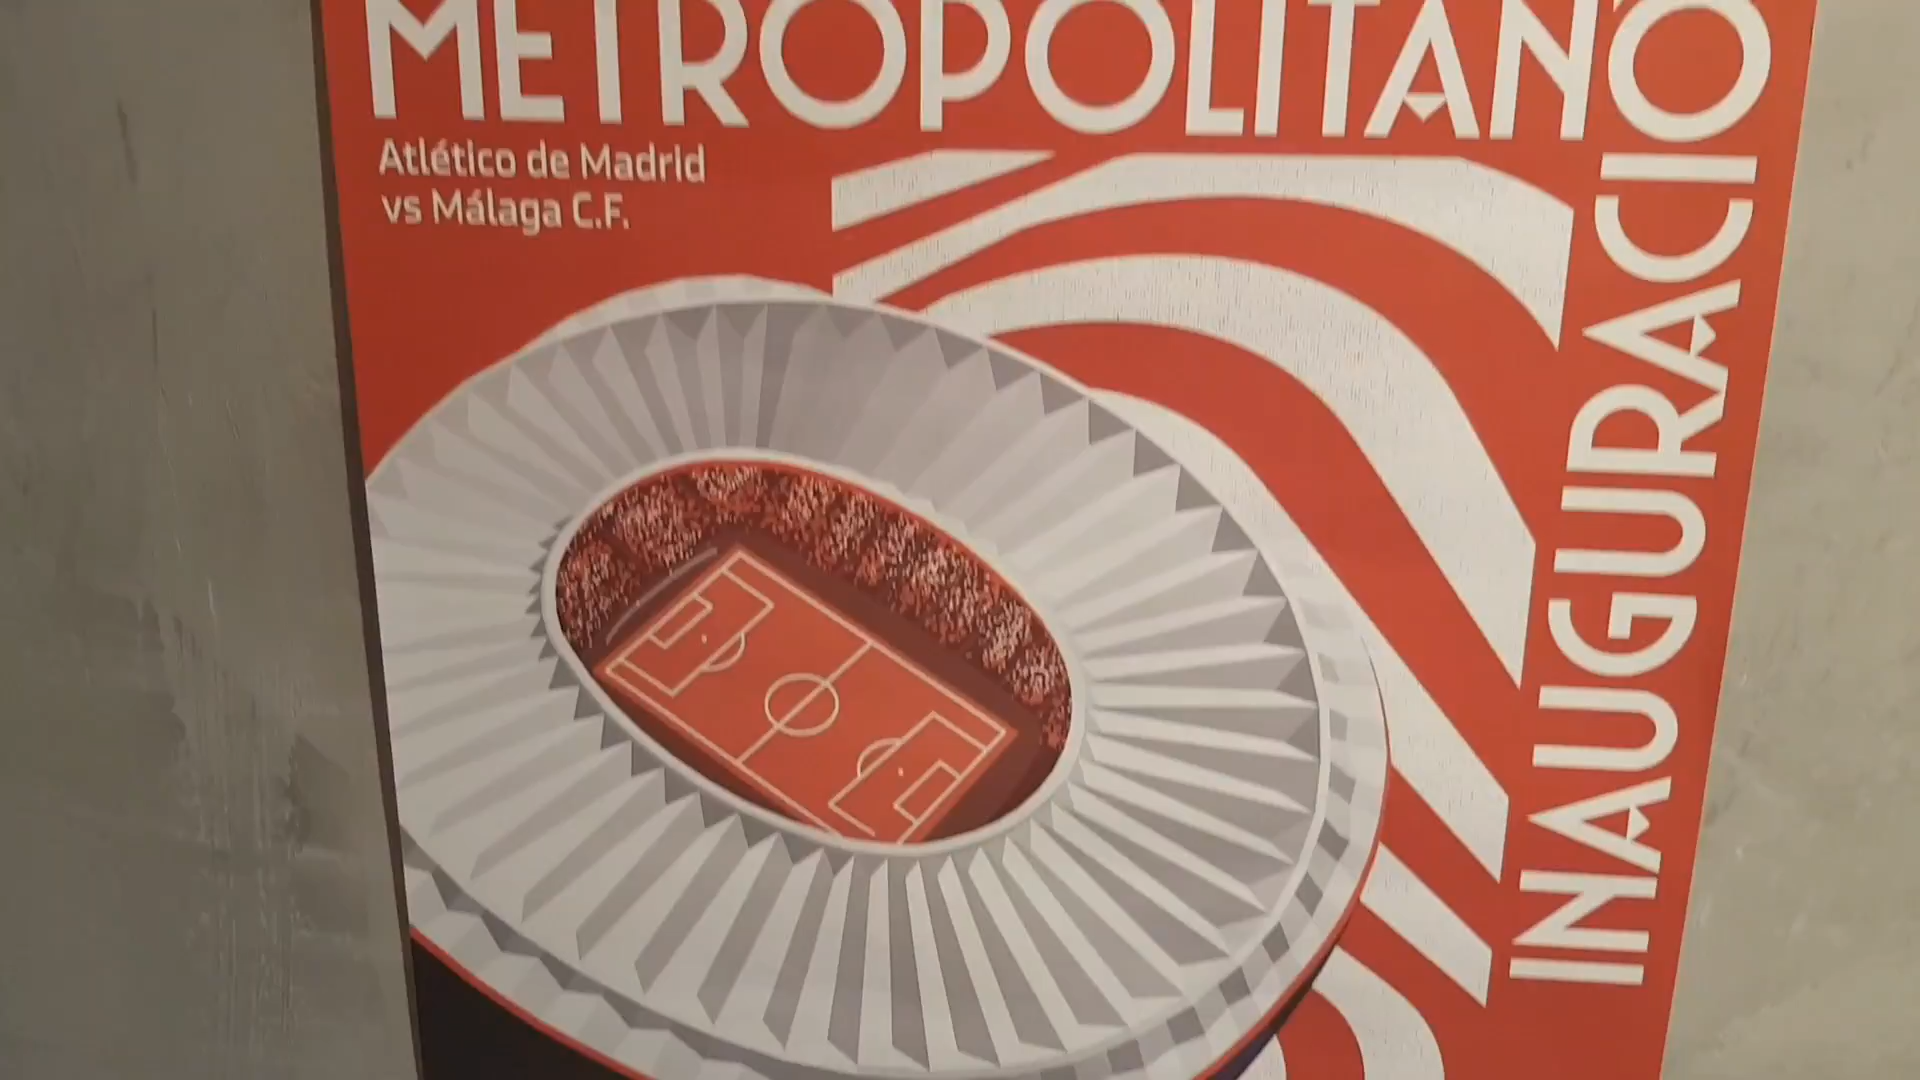 METROPOLITANO
Atlético de Madrid
vs Málaga C.F.
INAUGURACIO